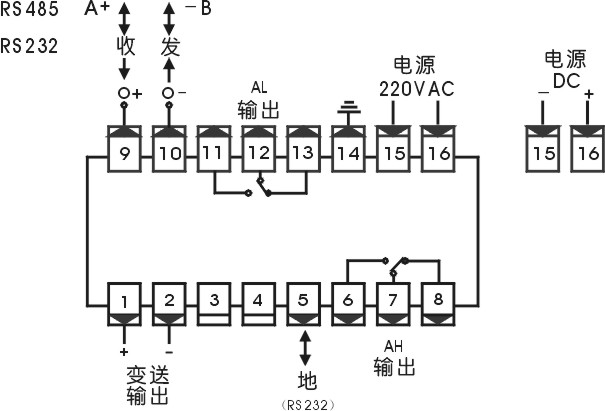 RS485 A+ －B
RS232 收 发
+ －
AL
输出
电源
220VAC
电源
DC
－ +
9 10 11 12 13 14 15 16 15 16
1 2 3 4 5 6 7 8
+ －
变送
输出
地
（RS232）
AH
输出